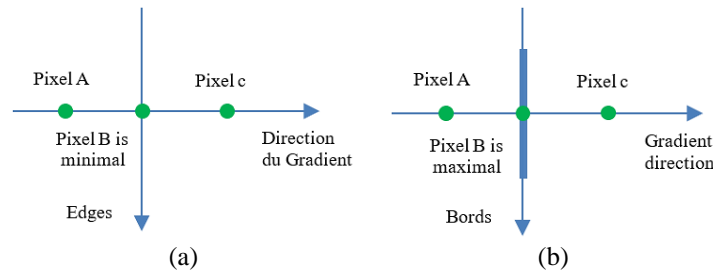 Pixel A
Pixel c
Pixel B is
minimal
Direction
du Gradient
Edges
(a)
Pixel A
Pixel c
Pixel B is
maximal
Gradient
direction
Bords
(b)